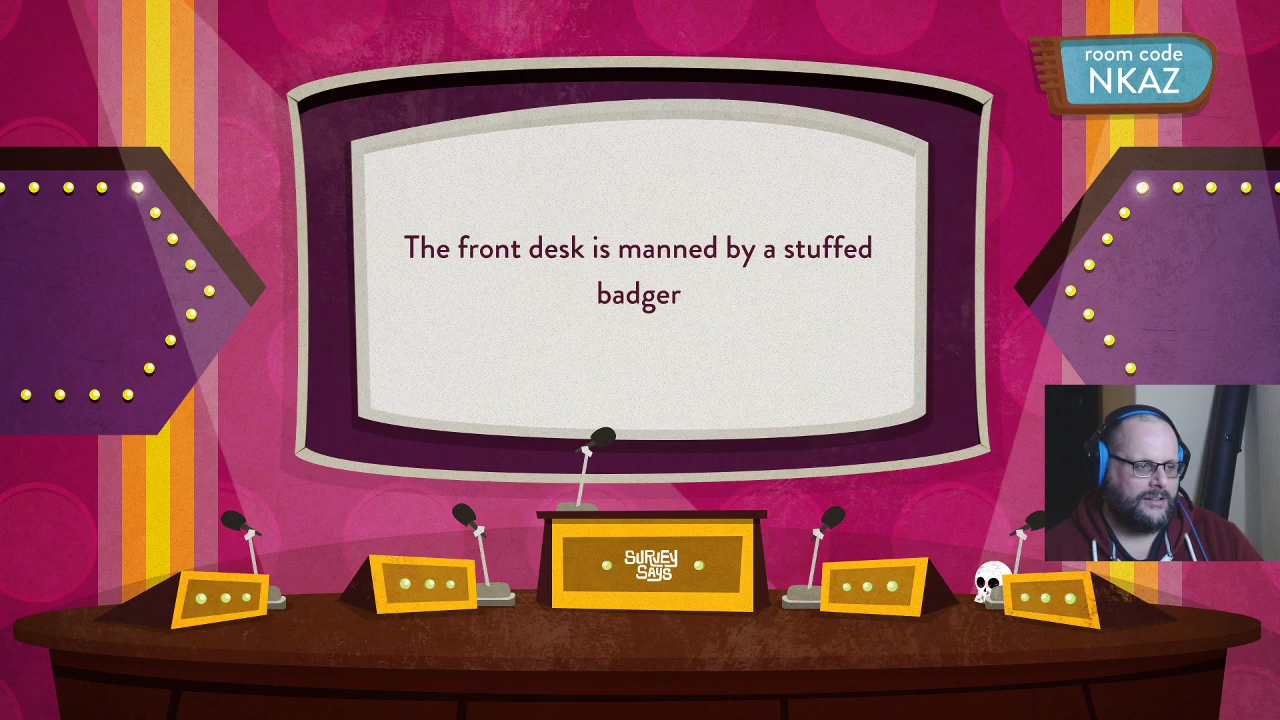 room code
NKAZ
The front desk is manned by a stuffed
badger
SURVEY
SAYS